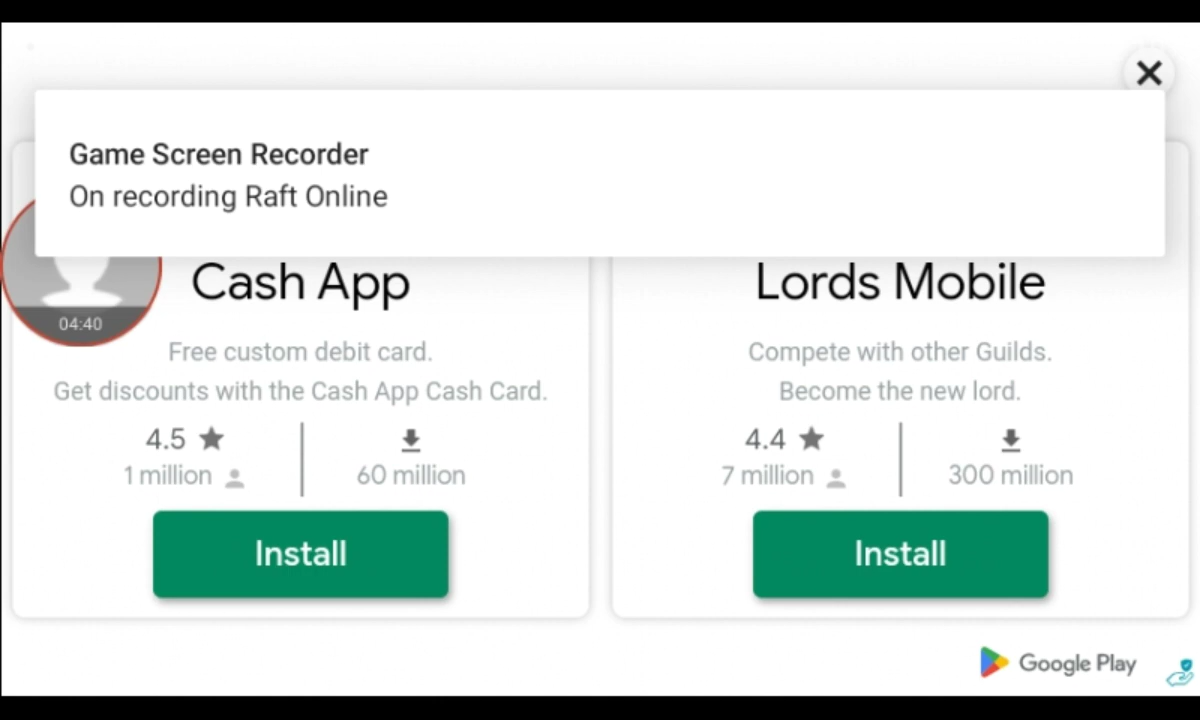 Game Screen Recorder
On recording Raft Online
04:40
Cash App
Free custom debit card.
Get discounts with the Cash App Cash Card.
4.5
1 million
60 million
Install
Lords Mobile
Compete with other Guilds.
Become the new lord.
4.4
7 million
300 million
Install
Google Play